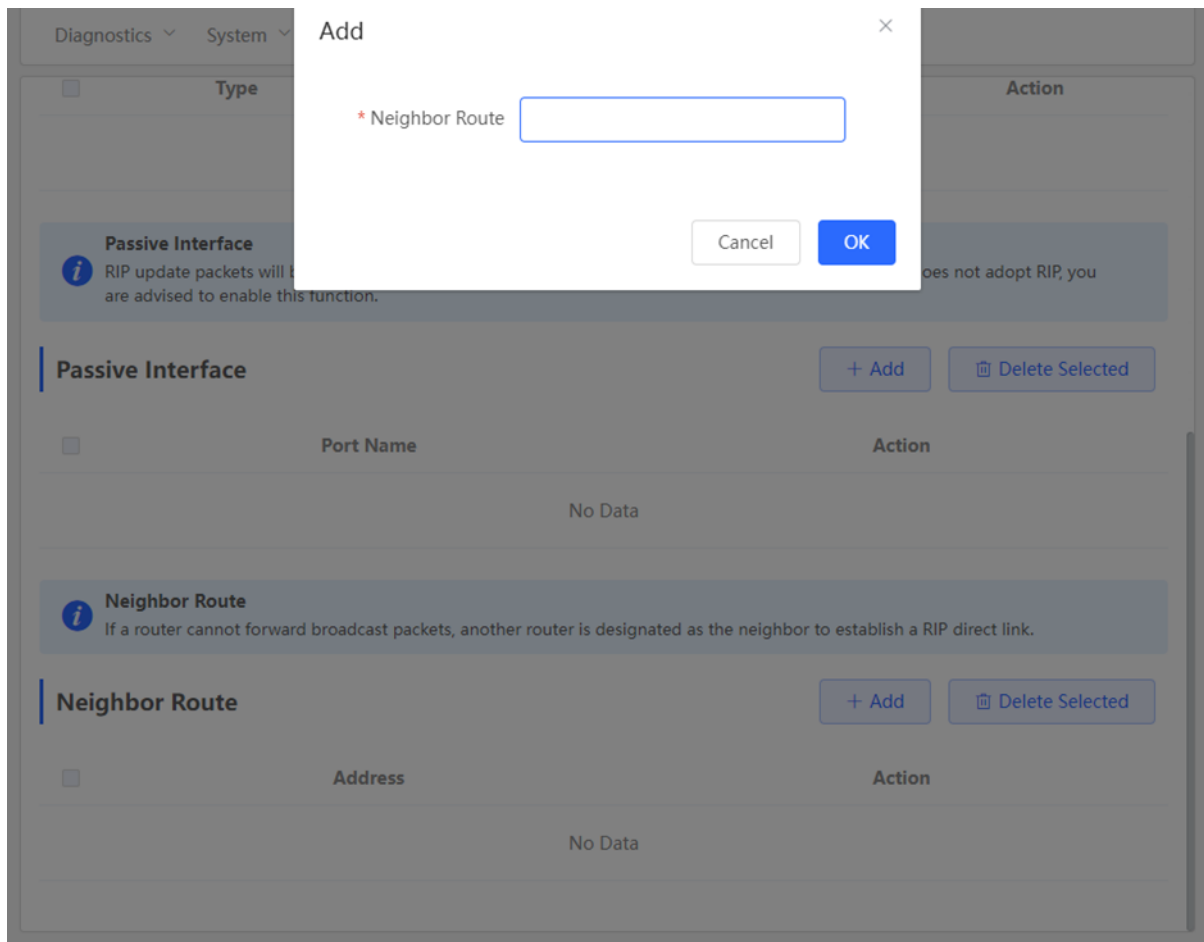 Diagnostics System
Add
Type
Action
* Neighbor Route
Cancel
OK
Passive Interface
RIP update packets will oes not adopt RIP, you
are advised to enable this function.
Passive Interface
+ Add
Delete Selected
Port Name
Action
No Data
Neighbor Route
If a router cannot forward broadcast packets, another router is designated as the neighbor to establish a RIP direct link.
Neighbor Route
+ Add
Delete Selected
Address
Action
No Data